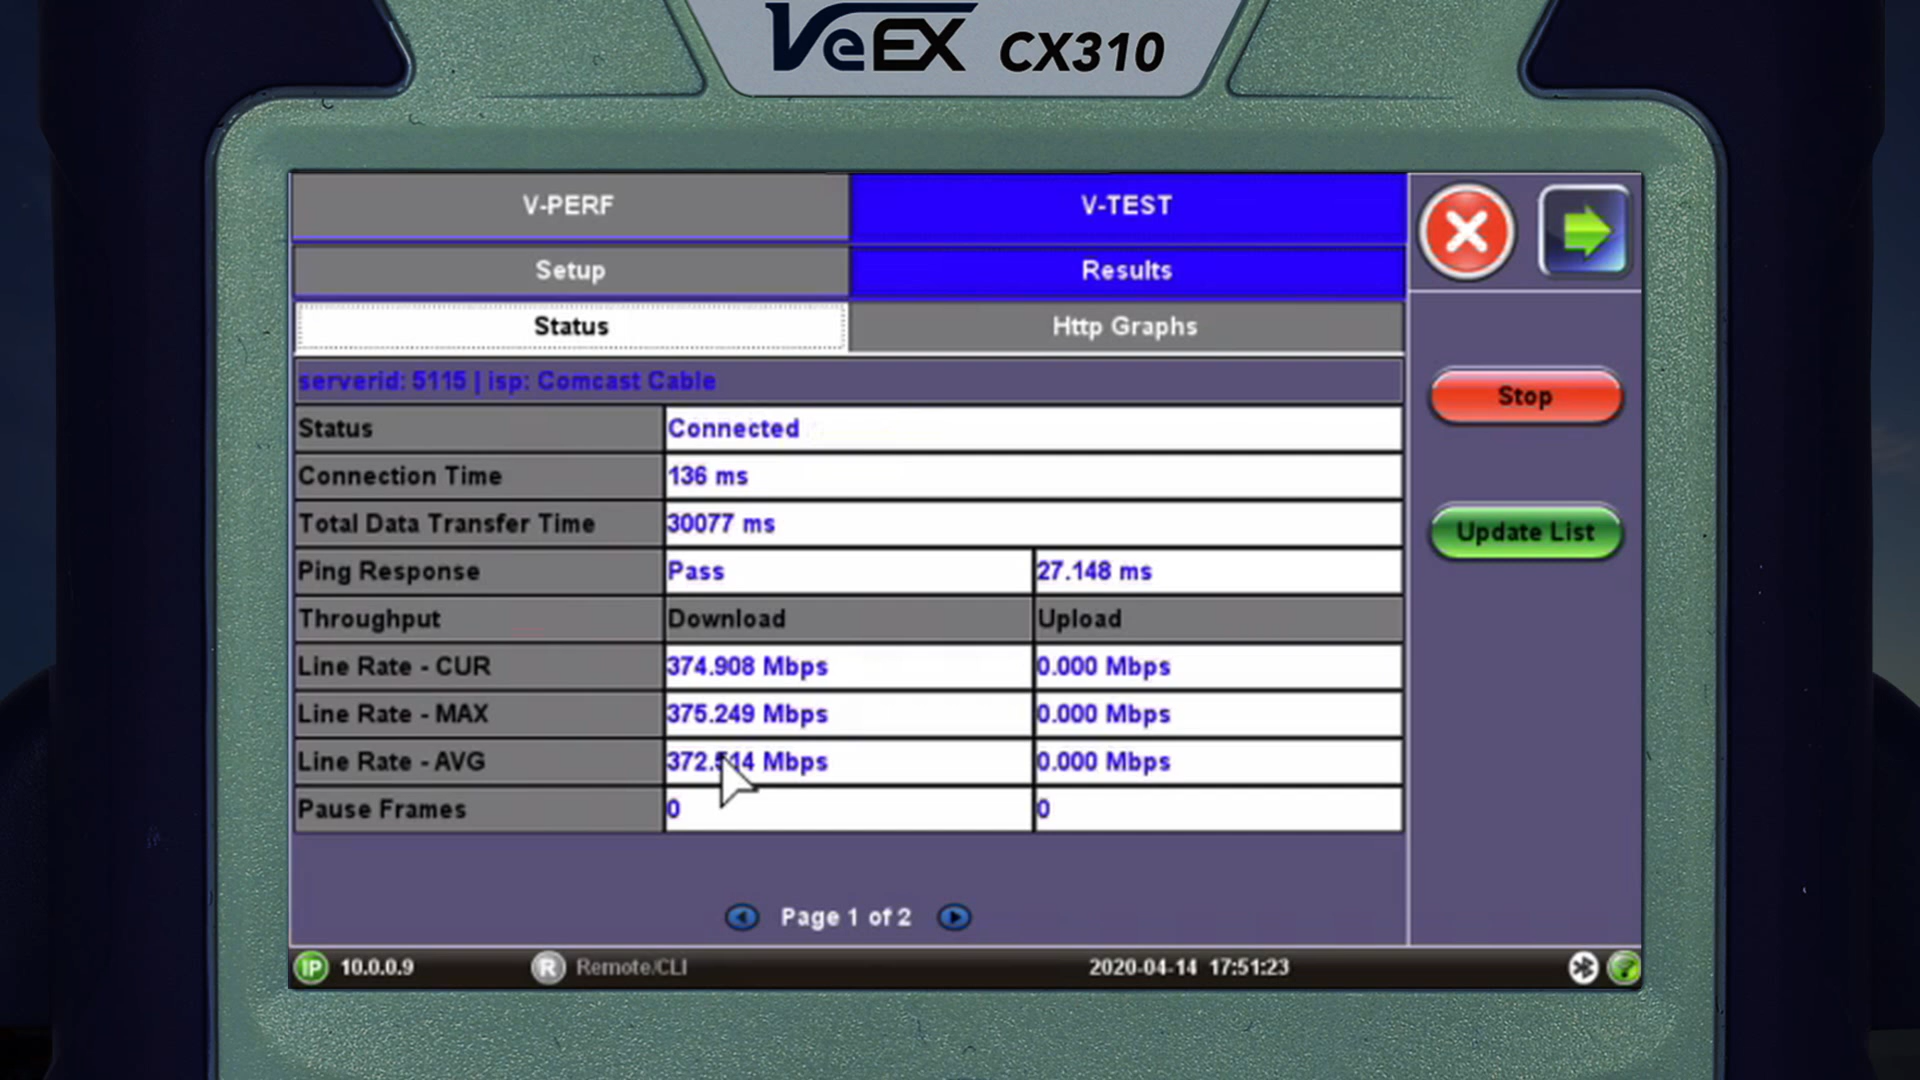 VeEX CX310
V-PERF V-TEST
Setup Results
Status Http Graphs
serverid: 5115 | isp: Comcast Cable
Status Connected
Connection Time 136 ms
Total Data Transfer Time 30077 ms
Ping Response Pass 27.148 ms
Throughput Download Upload
Line Rate - CUR 374.908 Mbps 0.000 Mbps
Line Rate - MAX 375.249 Mbps 0.000 Mbps
Line Rate - AVG 372.514 Mbps 0.000 Mbps
Pause Frames 0 0
Page 1 of 2
Stop
Update List
IP 10.0.0.9 R Remote/CLI 2020-04-14 17:51:23